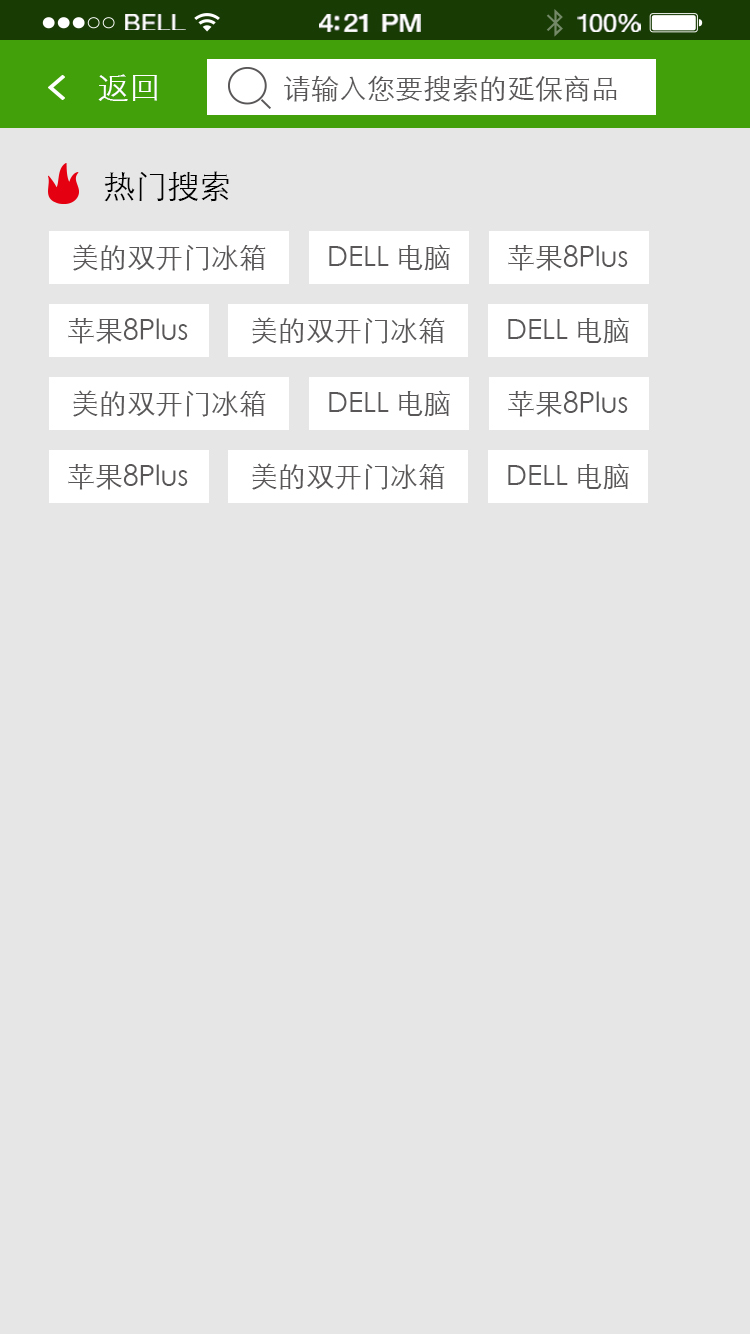 BELL 4:21 PM 100%
返回 请输入您要搜索的延保商品
热门搜索
美的双开门冰箱 DELL 电脑 苹果8Plus
苹果8Plus 美的双开门冰箱 DELL 电脑
美的双开门冰箱 DELL 电脑 苹果8Plus
苹果8Plus 美的双开门冰箱 DELL 电脑